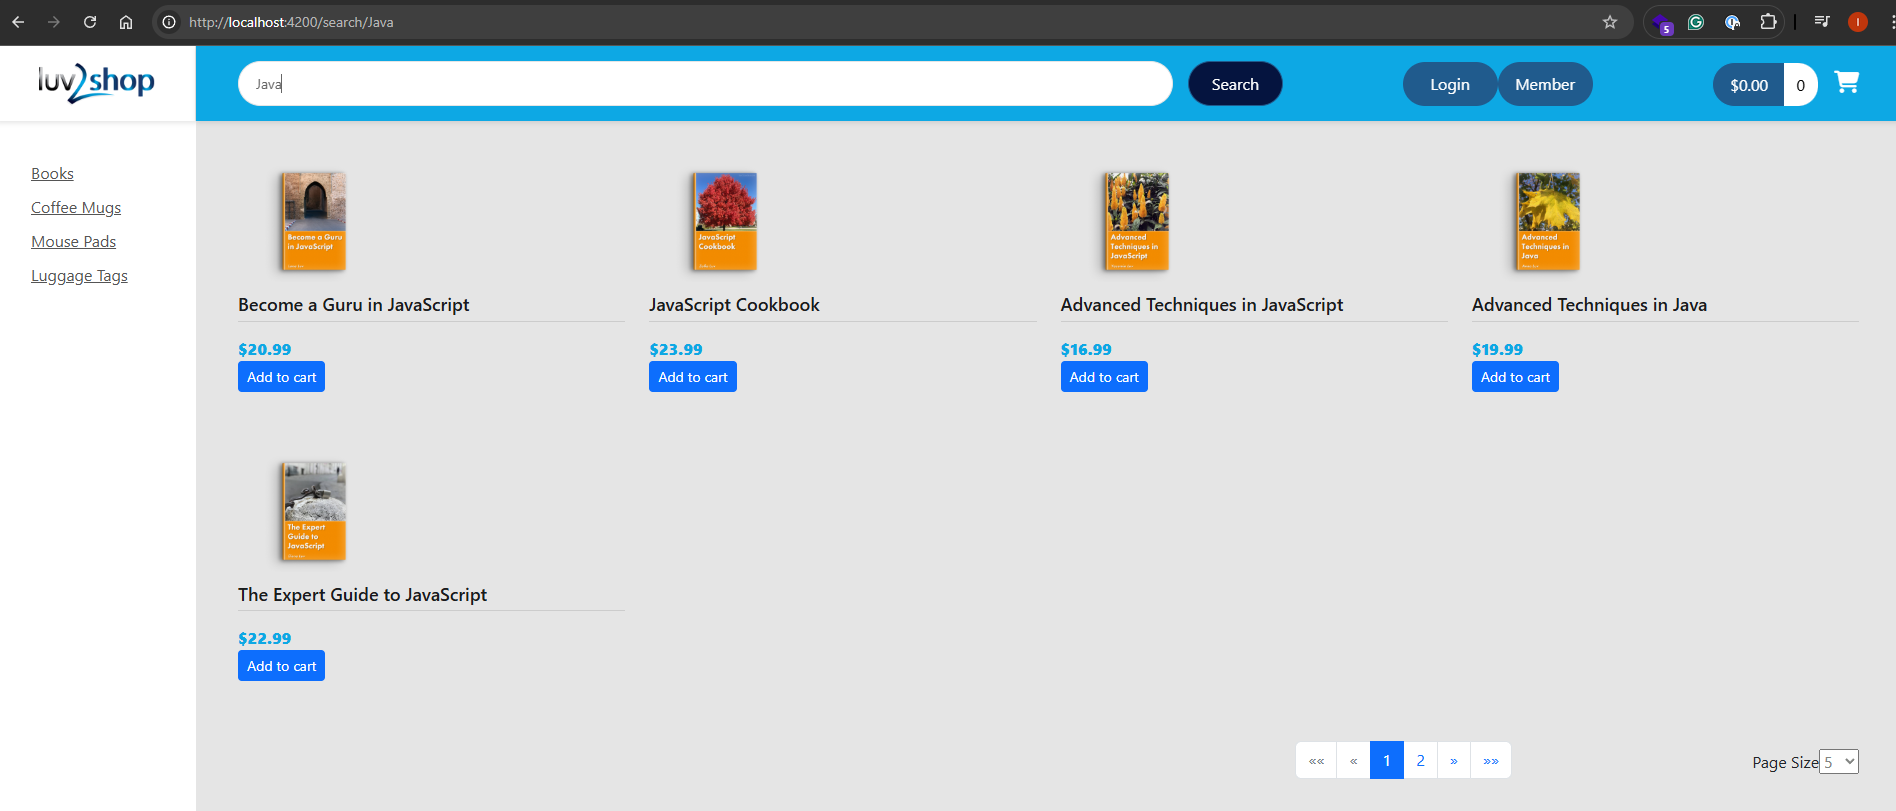 http://localhost:4200/search/Java
5
I
luv2shop
Java
Search
Login
Member
$0.00
0
Books
Coffee Mugs
Mouse Pads
Luggage Tags
Become a Guru
in JavaScript
JavaScript
Cookbook
Advanced
Techniques in
JavaScript
Advanced
Techniques in
Java
Become a Guru in JavaScript
JavaScript Cookbook
Advanced Techniques in JavaScript
Advanced Techniques in Java
$20.99
$23.99
$16.99
$19.99
Add to cart
Add to cart
Add to cart
Add to cart
The Expert
Guide to
JavaScript
The Expert Guide to JavaScript
$22.99
Add to cart
«« « 1 2 » »»
Page Size 5